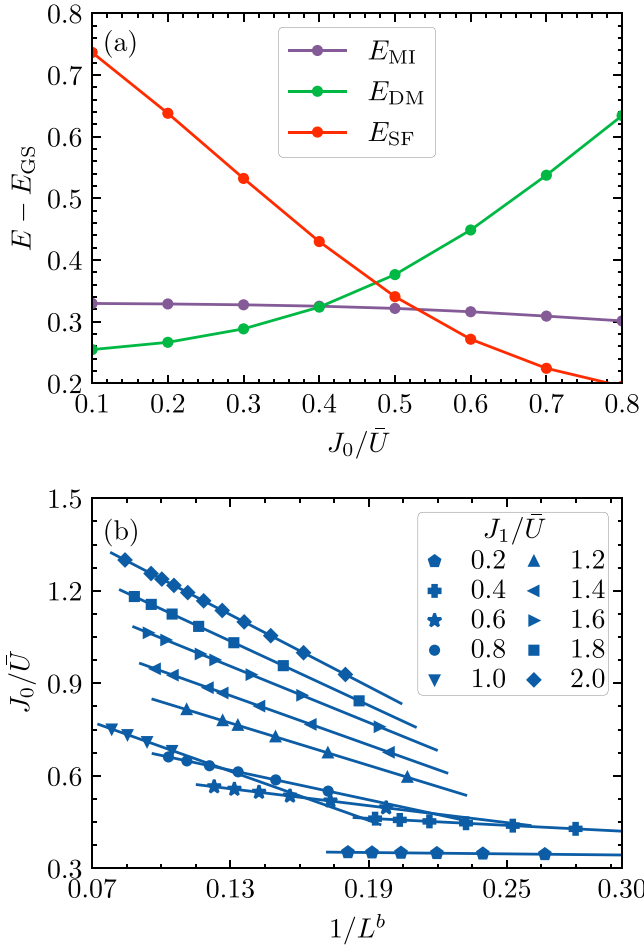 (a)
E_MI
E_DM
E_SF
E − E_GS
0.8
0.7
0.6
0.5
0.4
0.3
0.2
0.1 0.2 0.3 0.4 0.5 0.6 0.7 0.8
J_0/Ū
(b)
J_1/Ū
0.2 1.2
0.4 1.4
0.6 1.6
0.8 1.8
1.0 2.0
J_0/Ū
1.5
1.2
0.9
0.6
0.3
0.07 0.13 0.19 0.25 0.30
1/L^b